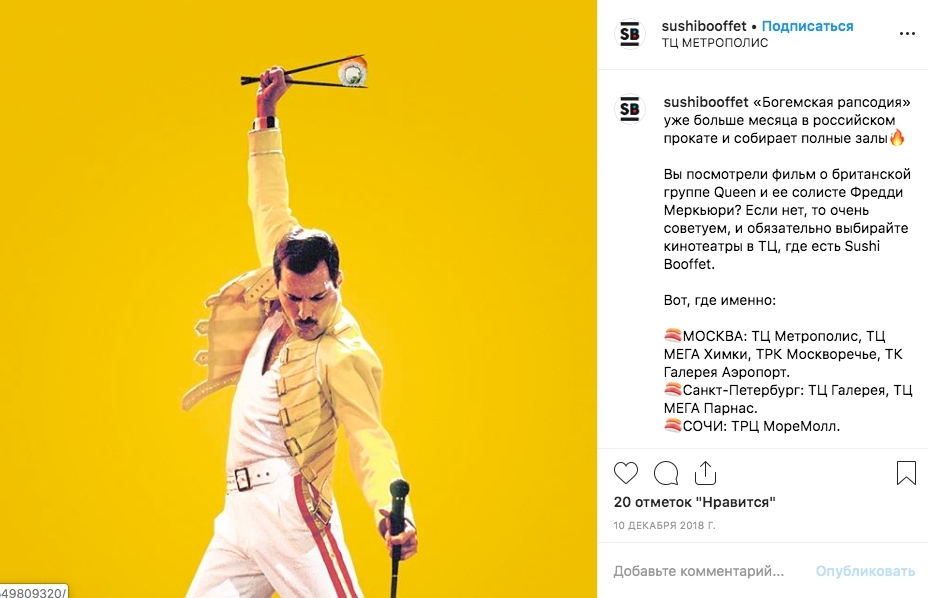 SB
sushibooffet • Подписаться
ТЦ МЕТРОПОЛИС
SB
sushibooffet «Богемская рапсодия»
уже больше месяца в российском
прокате и собирает полные залы🔥
Вы посмотрели фильм о британской
группе Queen и ее солисте Фредди
Меркьюри? Если нет, то очень
советуем, и обязательно выбирайте
кинотеатры в ТЦ, где есть Sushi
Booffet.
Вот, где именно:
🍣МОСКВА: ТЦ Метрополис, ТЦ
МЕГА Химки, ТРК Москворечье, ТК
Галерея Аэропорт.
🍣Санкт-Петербург: ТЦ Галерея, ТЦ
МЕГА Парнас.
🍣СОЧИ: ТРЦ МореМолл.
20 отметок "Нравится"
10 ДЕКАБРЯ 2018 Г.
Добавьте комментарий... Опубликовать
49809320/